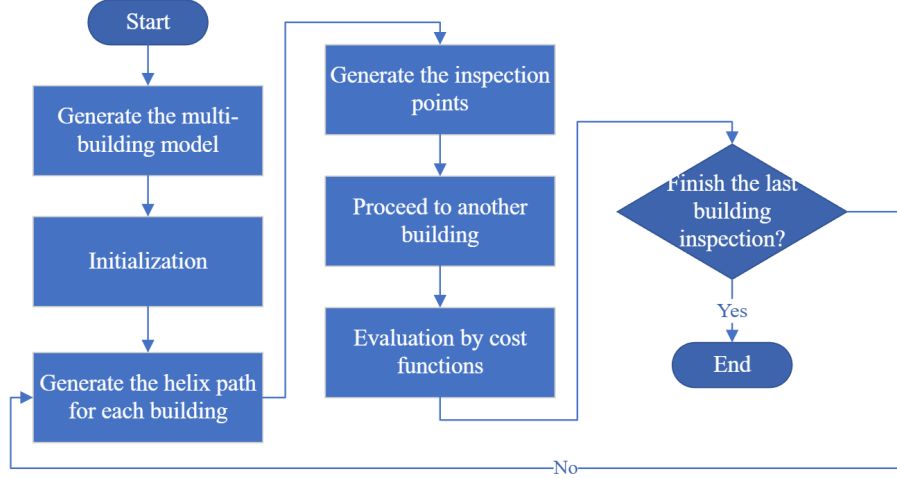 Start
Generate the multi-
building model
Initialization
Generate the helix path
for each building
Generate the inspection
points
Proceed to another
building
Evaluation by cost
functions
Finish the last
building
inspection?
Yes
End
No